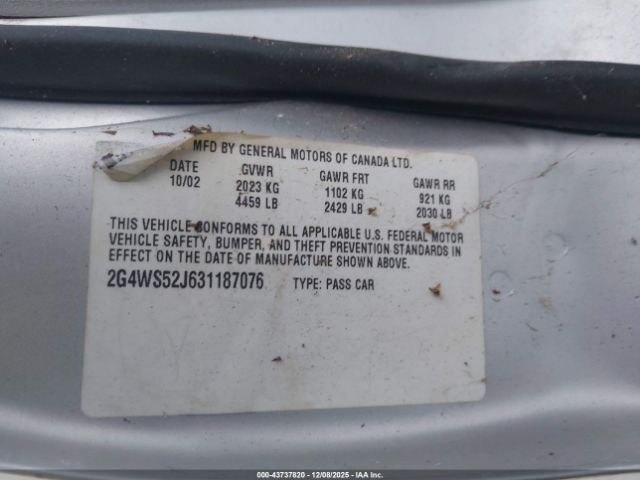 MFD BY GENERAL MOTORS OF CANADA LTD.
DATE GVWR GAWR FRT GAWR RR
10/02 2023 KG 1102 KG 921 KG
4459 LB 2429 LB 2030 LB
THIS VEHICLE CONFORMS TO ALL APPLICABLE U.S. FEDERAL MOTOR
VEHICLE SAFETY, BUMPER, AND THEFT PREVENTION STANDARDS IN
EFFECT ON THE DATE OF MANUFACTURE SHOWN ABOVE.
2G4WS52J631187076 TYPE: PASS CAR
000-43737820 - 12/08/2025 - IAAI.COM